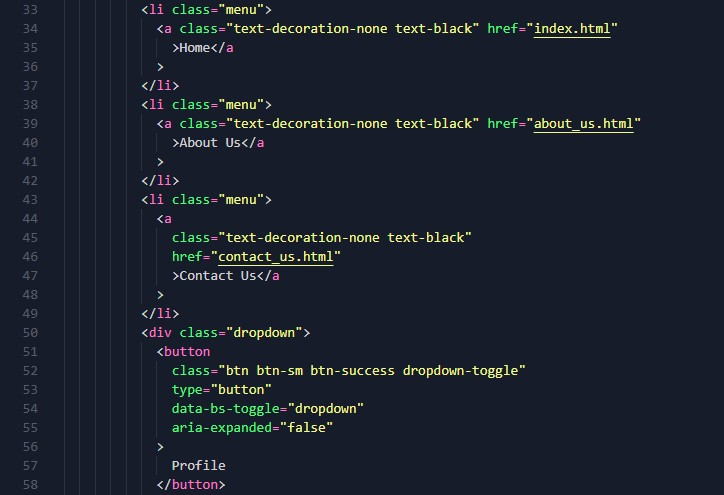 33 <li class="menu">
34 <a class="text-decoration-none text-black" href="index.html"
35 >Home</a
36 >
37 </li>
38 <li class="menu">
39 <a class="text-decoration-none text-black" href="about_us.html"
40 >About Us</a
41 >
42 </li>
43 <li class="menu">
44 <a
45 class="text-decoration-none text-black"
46 href="contact_us.html"
47 >Contact Us</a
48 >
49 </li>
50 <div class="dropdown">
51 <button
52 class="btn btn-sm btn-success dropdown-toggle"
53 type="button"
54 data-bs-toggle="dropdown"
55 aria-expanded="false"
56 >
57 Profile
58 </button>